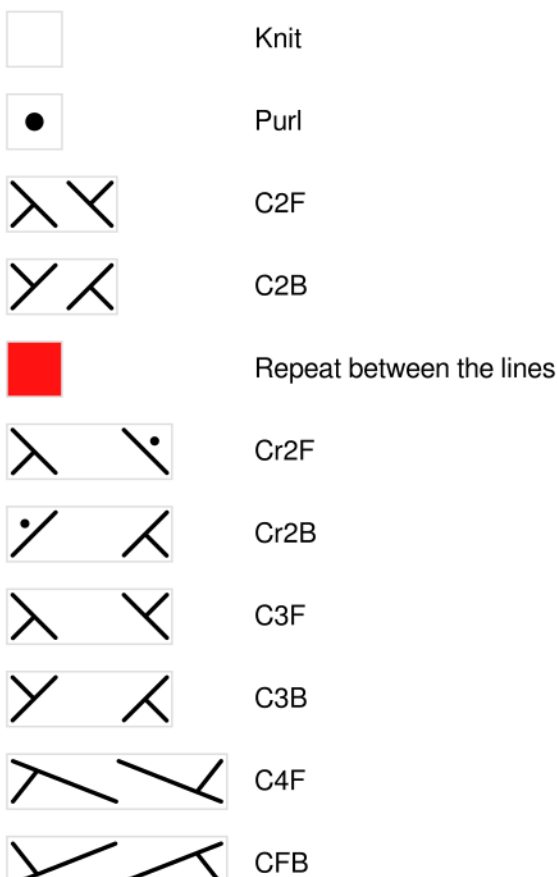 Knit
Purl
C2F
C2B
Repeat between the lines
Cr2F
Cr2B
C3F
C3B
C4F
CFB